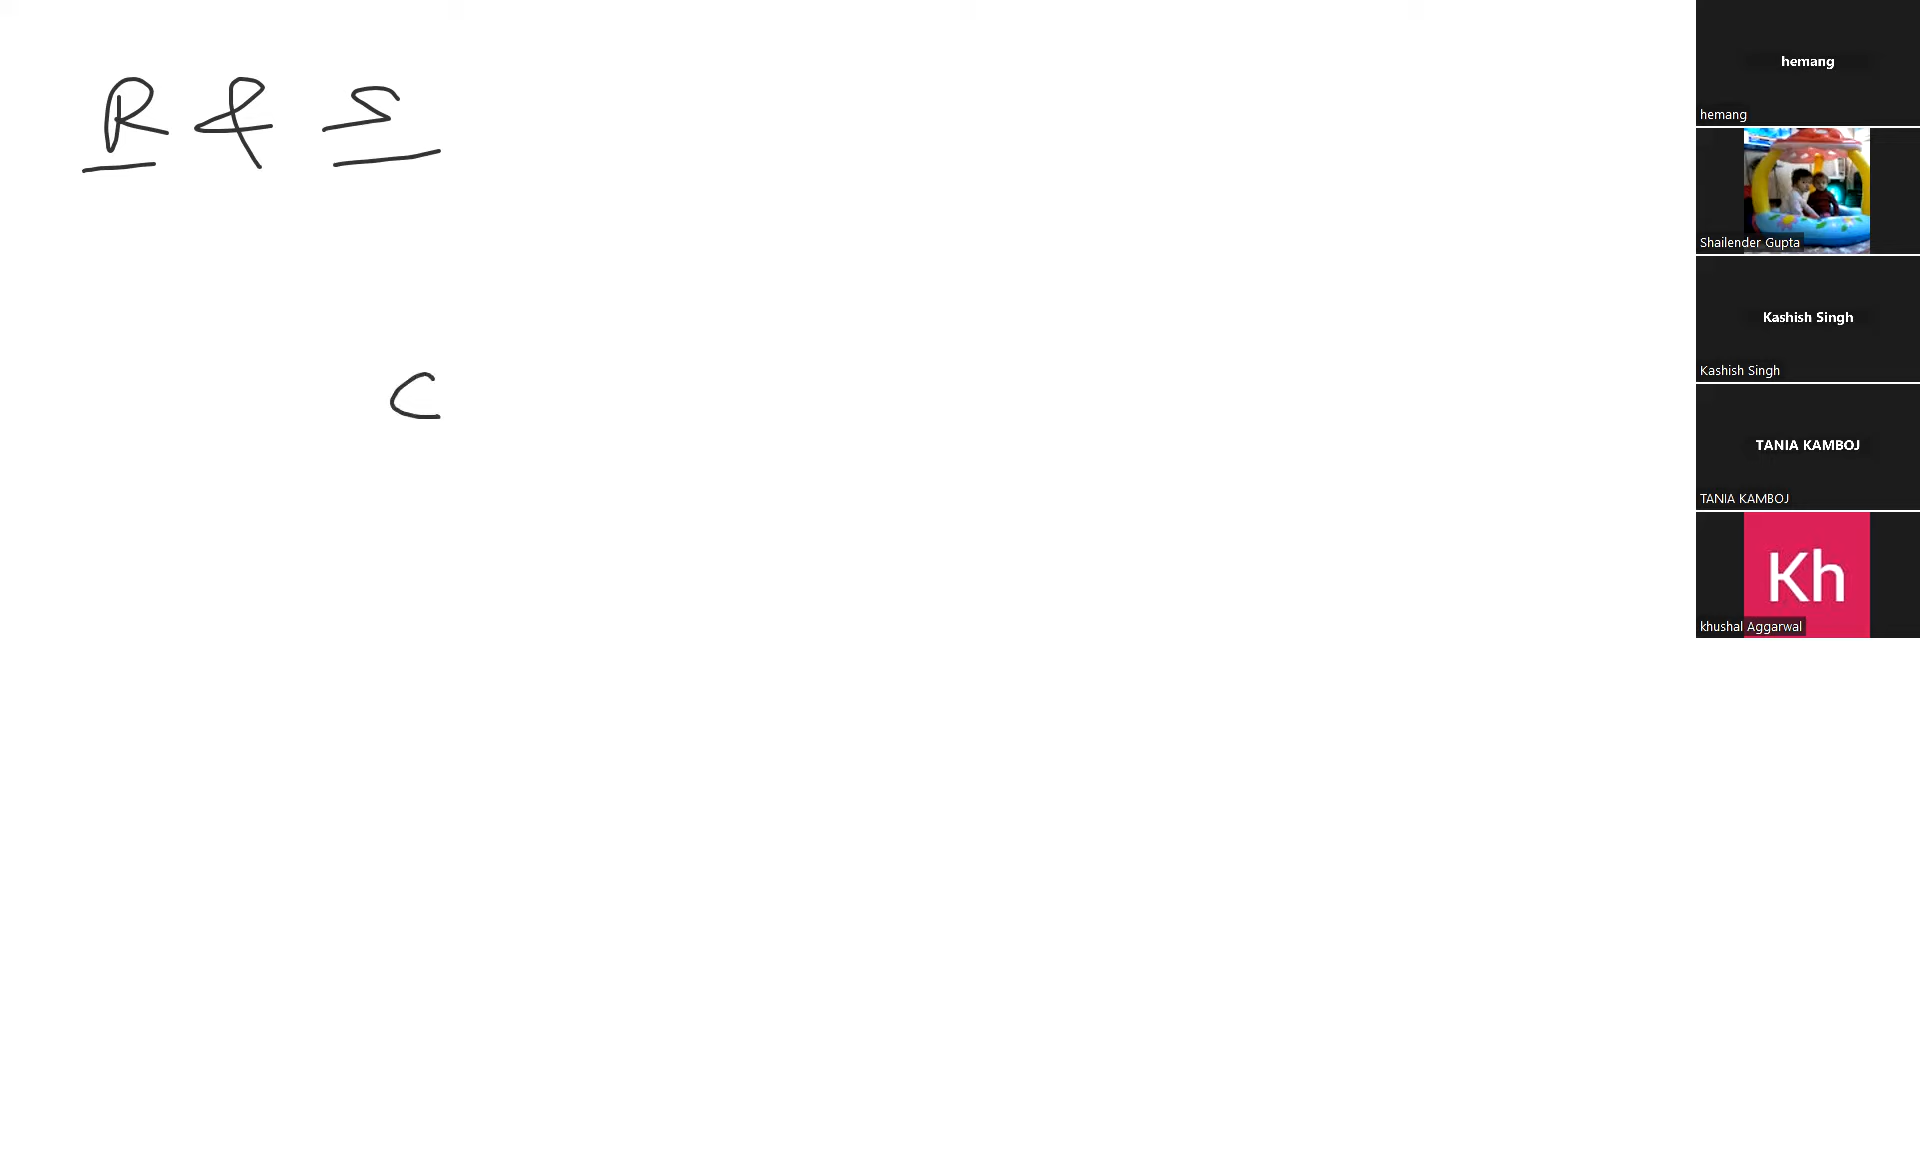 R & S
C
hemang
hemang
Shailender Gupta
Kashish Singh
Kashish Singh
TANIA KAMBOJ
TANIA KAMBOJ
Kh
khushal Aggarwal